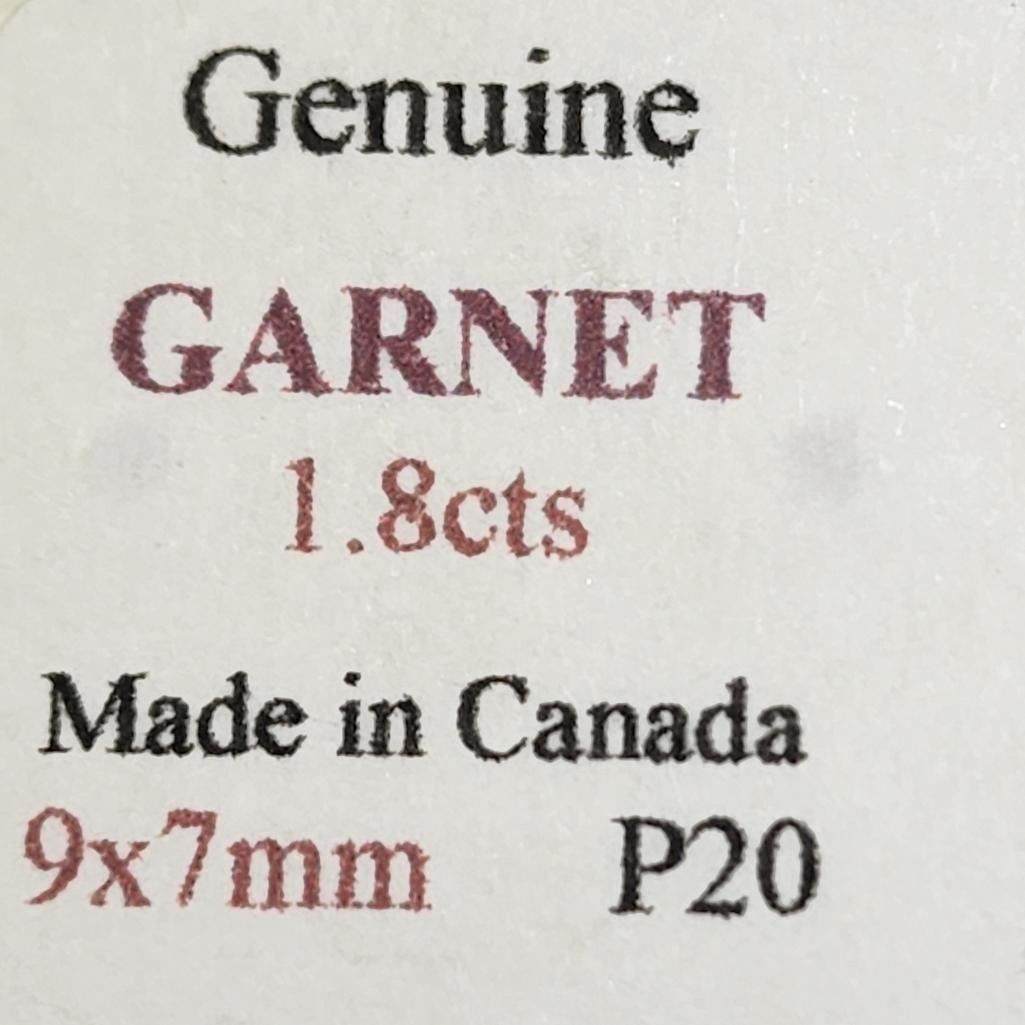 Genuine
GARNET
1.8cts
Made in Canada
9x7mm P20